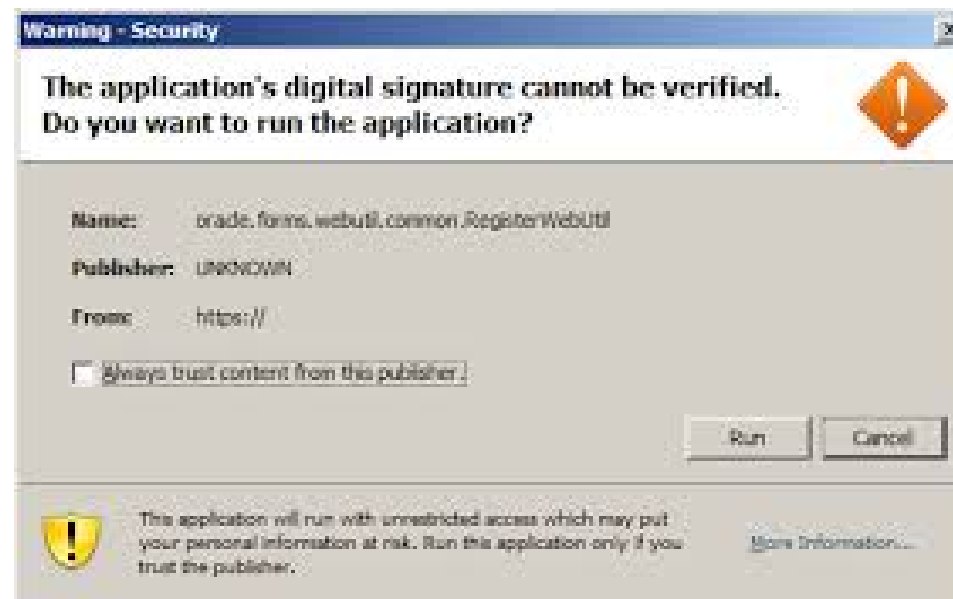 Warning - Security
The application's digital signature cannot be verified.
Do you want to run the application?
Name: oracle.forms.webutil.common.RegisterWebUtil
Publisher: UNKNOWN
From: https://
Always trust content from this publisher.
Run Cancel
This application will run with unrestricted access which may put
your personal information at risk. Run this application only if you
trust the publisher.
More Information...